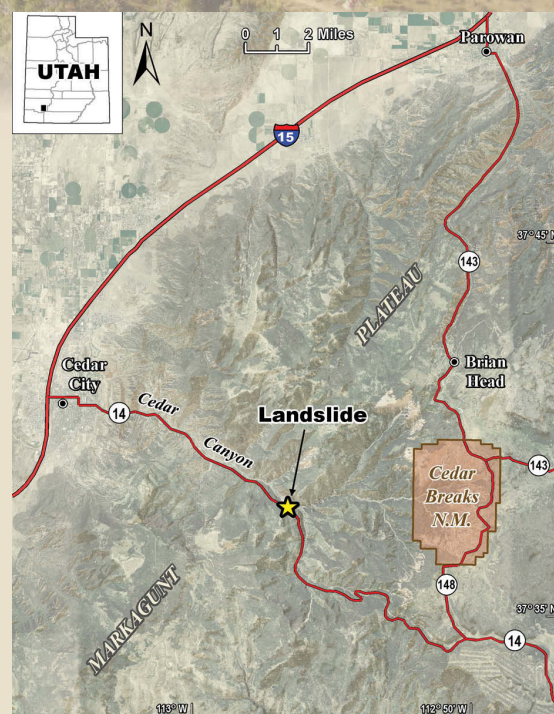 UTAH
N
0 1 2 Miles
Parowan
15
37° 45' N
143
PLATEAU
Brian
Head
Cedar
City
14
Cedar
Canyon
Landslide
Cedar
Breaks
N.M.
143
148
MARKAGUNT
37° 35' N
14
113° W
112° 50' W